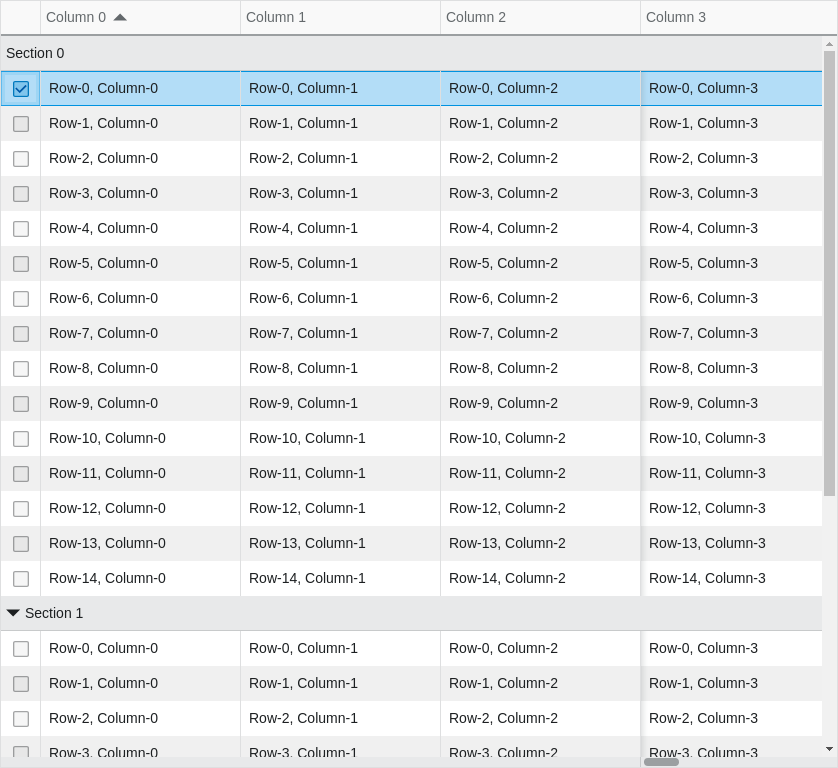 Column 0 Column 1 Column 2 Column 3
Section 0
Row-0, Column-0 Row-0, Column-1 Row-0, Column-2 Row-0, Column-3
Row-1, Column-0 Row-1, Column-1 Row-1, Column-2 Row-1, Column-3
Row-2, Column-0 Row-2, Column-1 Row-2, Column-2 Row-2, Column-3
Row-3, Column-0 Row-3, Column-1 Row-3, Column-2 Row-3, Column-3
Row-4, Column-0 Row-4, Column-1 Row-4, Column-2 Row-4, Column-3
Row-5, Column-0 Row-5, Column-1 Row-5, Column-2 Row-5, Column-3
Row-6, Column-0 Row-6, Column-1 Row-6, Column-2 Row-6, Column-3
Row-7, Column-0 Row-7, Column-1 Row-7, Column-2 Row-7, Column-3
Row-8, Column-0 Row-8, Column-1 Row-8, Column-2 Row-8, Column-3
Row-9, Column-0 Row-9, Column-1 Row-9, Column-2 Row-9, Column-3
Row-10, Column-0 Row-10, Column-1 Row-10, Column-2 Row-10, Column-3
Row-11, Column-0 Row-11, Column-1 Row-11, Column-2 Row-11, Column-3
Row-12, Column-0 Row-12, Column-1 Row-12, Column-2 Row-12, Column-3
Row-13, Column-0 Row-13, Column-1 Row-13, Column-2 Row-13, Column-3
Row-14, Column-0 Row-14, Column-1 Row-14, Column-2 Row-14, Column-3
Section 1
Row-0, Column-0 Row-0, Column-1 Row-0, Column-2 Row-0, Column-3
Row-1, Column-0 Row-1, Column-1 Row-1, Column-2 Row-1, Column-3
Row-2, Column-0 Row-2, Column-1 Row-2, Column-2 Row-2, Column-3
Row-3, Column-0 Row-3, Column-1 Row-3, Column-2 Row-3, Column-3